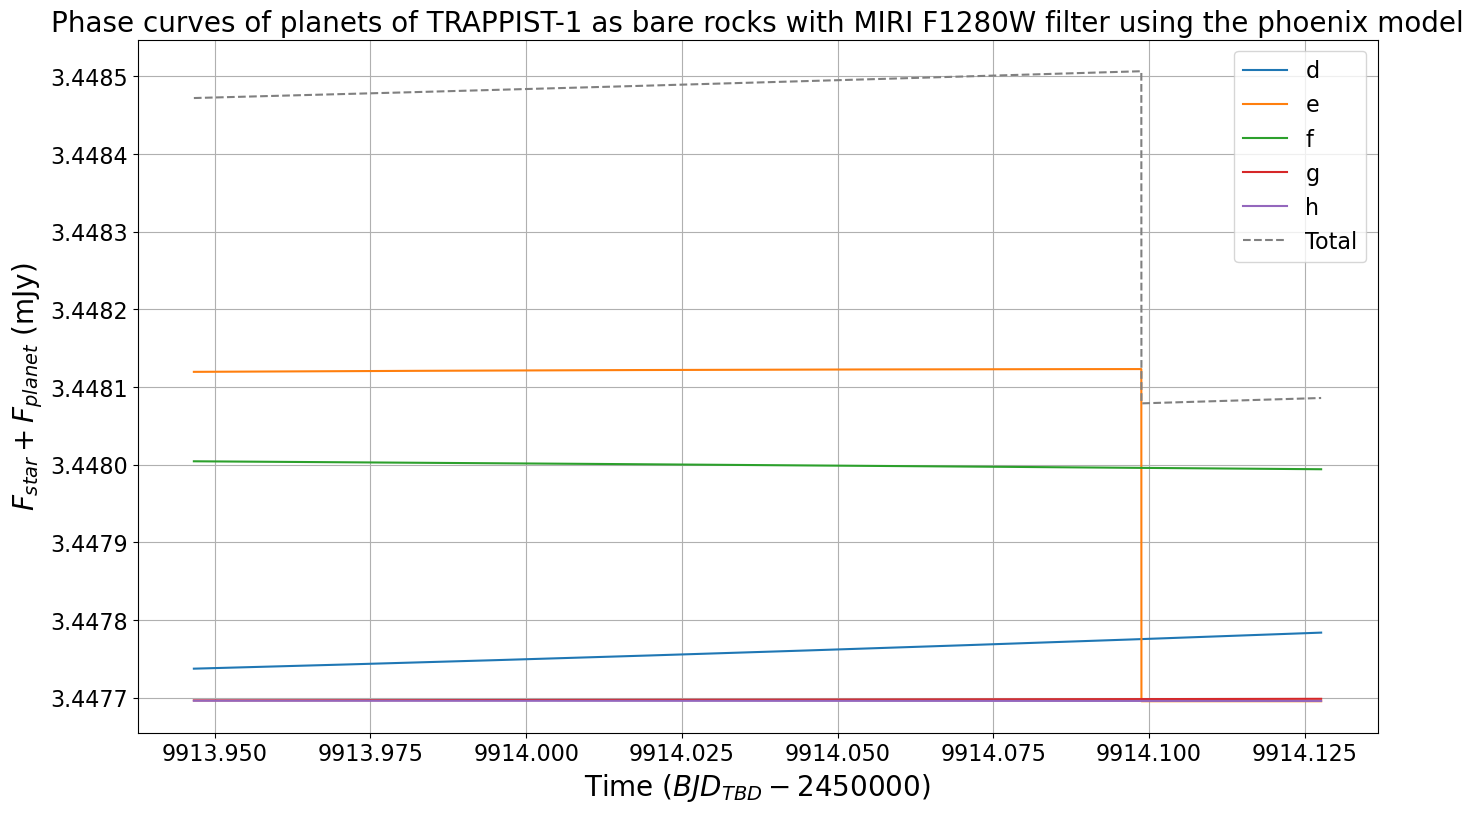 Phase curves of planets of TRAPPIST-1 as bare rocks with MIRI F1280W filter using the phoenix model
3.4485
3.4484
3.4483
3.4482
3.4481
3.4480
3.4479
3.4478
3.4477
F_star + F_planet (mJy)
d
e
f
g
h
Total
9913.950 9913.975 9914.000 9914.025 9914.050 9914.075 9914.100 9914.125
Time (BJD_TBD − 2450000)